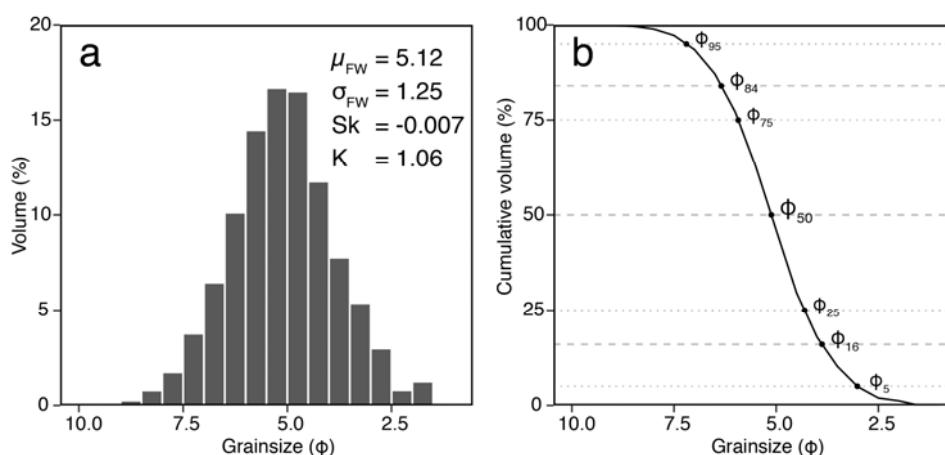 a
μFW = 5.12
σFW = 1.25
Sk = -0.007
K = 1.06
20
15
10
5
0
Volume (%)
10.0 7.5 5.0 2.5
Grainsize (φ)
b
100
75
50
25
0
Cumulative volume (%)
ϕ95
ϕ84
ϕ75
ϕ50
ϕ25
ϕ16
ϕ5
10.0 7.5 5.0 2.5
Grainsize (φ)